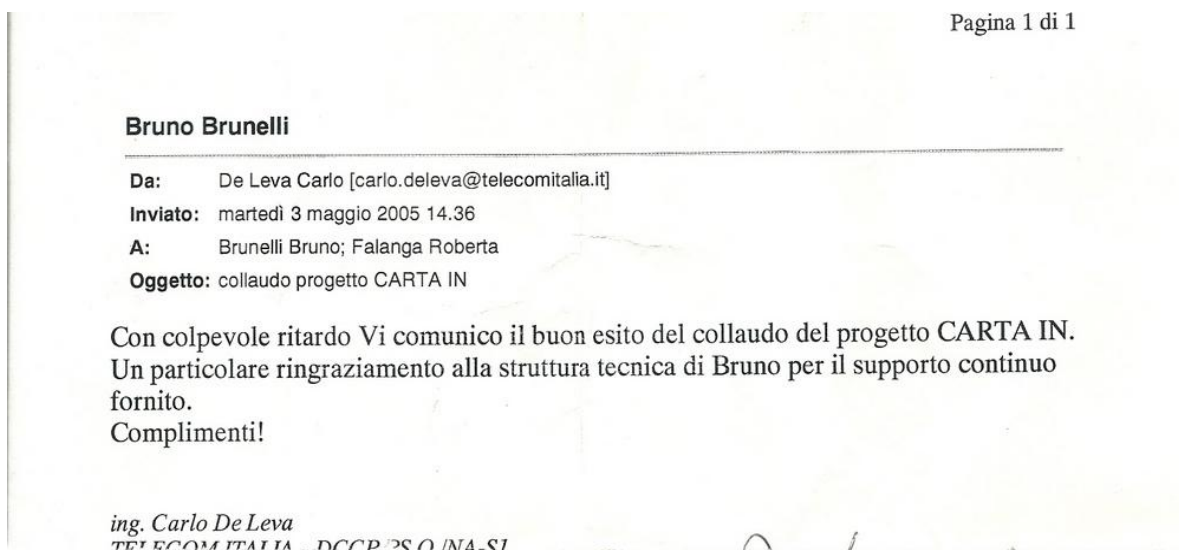 Pagina 1 di 1
Bruno Brunelli
Da: De Leva Carlo [carlo.deleva@telecomitalia.it]
Inviato: martedì 3 maggio 2005 14.36
A: Brunelli Bruno; Falanga Roberta
Oggetto: collaudo progetto CARTA IN
Con colpevole ritardo Vi comunico il buon esito del collaudo del progetto CARTA IN.
Un particolare ringraziamento alla struttura tecnica di Bruno per il supporto continuo
fornito.
Complimenti!
ing. Carlo De Leva
TELECOM ITALIA